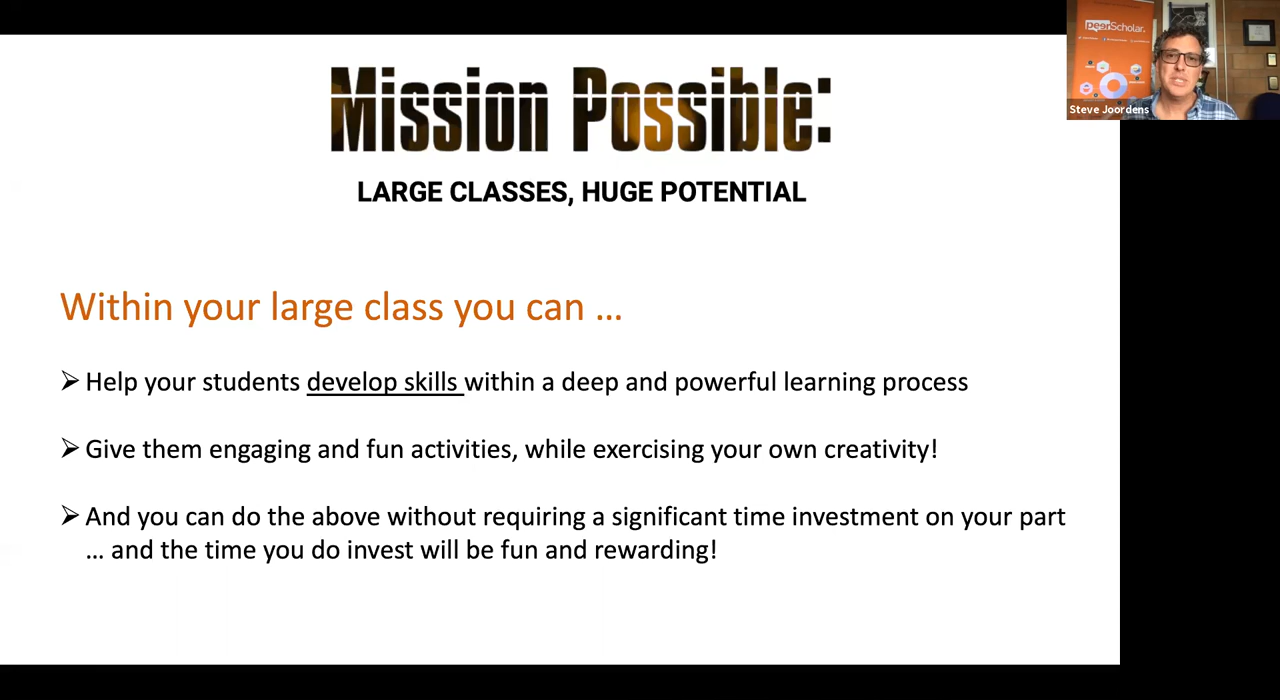 Mission Possible:
LARGE CLASSES, HUGE POTENTIAL
peerScholar.
Steve Joordens
Within your large class you can ...
➢ Help your students develop skills within a deep and powerful learning process
➢ Give them engaging and fun activities, while exercising your own creativity!
➢ And you can do the above without requiring a significant time investment on your part
... and the time you do invest will be fun and rewarding!